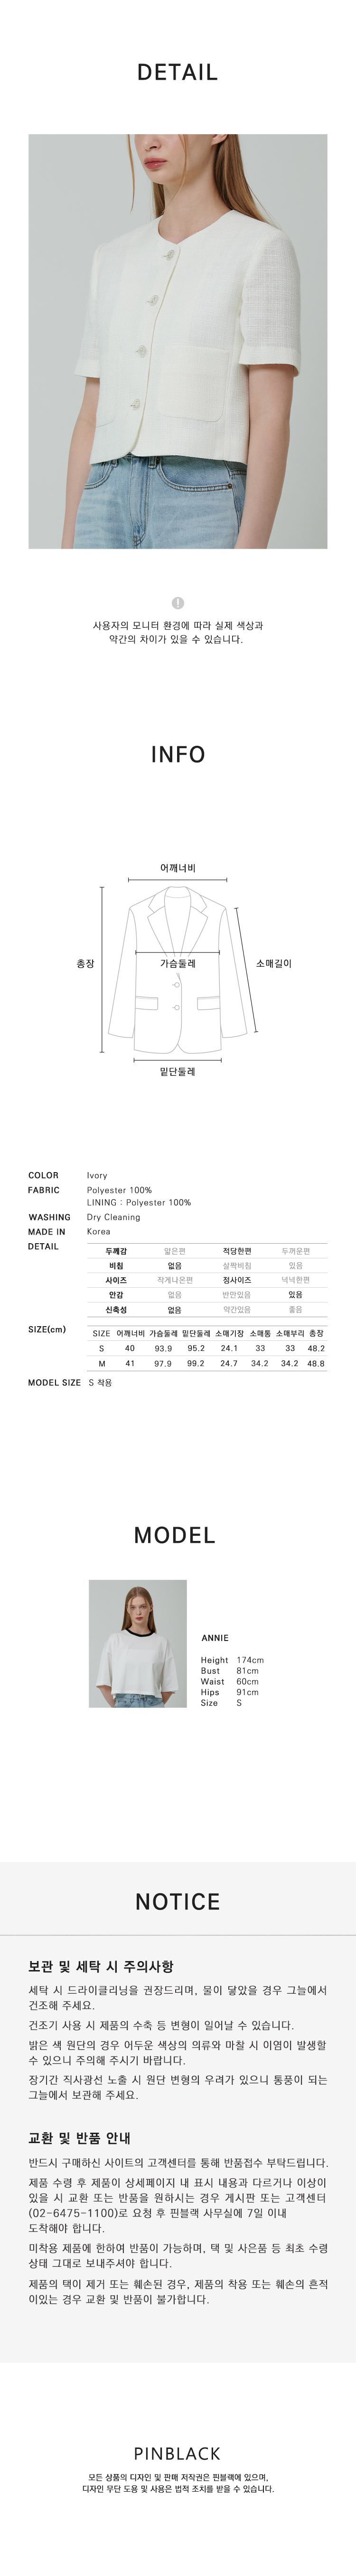 DETAIL
사용자의 모니터 환경에 따라 실제 색상과
약간의 차이가 있을 수 있습니다.
INFO
어깨너비
총장
가슴둘레
소매길이
밑단둘레
COLOR Ivory
FABRIC Polyester 100%
LINING : Polyester 100%
WASHING Dry Cleaning
MADE IN Korea
DETAIL
두께감 얇은편 적당한편 두꺼운편
비침 없음 살짝비침 있음
사이즈 작게나온편 정사이즈 넉넉한편
안감 없음 반만있음 있음
신축성 없음 약간있음 좋음
SIZE(cm)
SIZE 어깨너비 가슴둘레 밑단둘레 소매기장 소매통 소매부리 총장
S 40 93.9 95.2 24.1 33 33 48.2
M 41 97.9 99.2 24.7 34.2 34.2 48.8
MODEL SIZE S 착용
MODEL
ANNIE
Height 174cm
Bust 81cm
Waist 60cm
Hips 91cm
Size S
NOTICE
보관 및 세탁 시 주의사항
세탁 시 드라이클리닝을 권장드리며, 물이 닿았을 경우 그늘에서
건조해 주세요.
건조기 사용 시 제품의 수축 등 변형이 일어날 수 있습니다.
밝은 색 원단의 경우 어두운 색상의 의류와 마찰 시 이염이 발생할
수 있으니 주의해 주시기 바랍니다.
장기간 직사광선 노출 시 원단 변형의 우려가 있으니 통풍이 되는
그늘에서 보관해 주세요.
교환 및 반품 안내
반드시 구매하신 사이트의 고객센터를 통해 반품접수 부탁드립니다.
제품 수령 후 제품이 상세페이지 내 표시 내용과 다르거나 이상이
있을 시 교환 또는 반품을 원하시는 경우 게시판 또는 고객센터
(02-6475-1100)로 요청 후 핀블랙 사무실에 7일 이내
도착해야 합니다.
미착용 제품에 한하여 반품이 가능하며, 택 및 사은품 등 최초 수령
상태 그대로 보내주셔야 합니다.
제품의 택이 제거 또는 훼손된 경우, 제품의 착용 또는 훼손의 흔적
이있는 경우 교환 및 반품이 불가합니다.
PINBLACK
모든 상품의 디자인 및 판매 저작권은 핀블랙에 있으며,
디자인 무단 도용 및 사용은 법적 조치를 받을 수 있습니다.